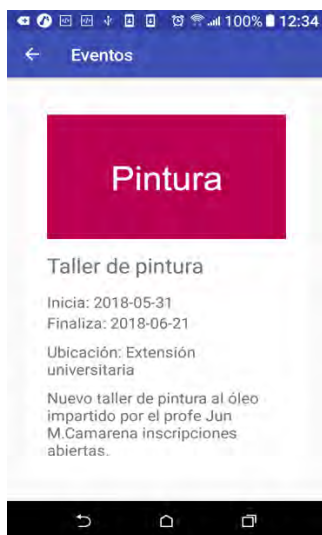 100% 12:34
Eventos
Pintura
Taller de pintura
Inicia: 2018-05-31
Finaliza: 2018-06-21
Ubicación: Extensión
universitaria
Nuevo taller de pintura al óleo
impartido por el profe Jun
M.Camarena inscripciones
abiertas.